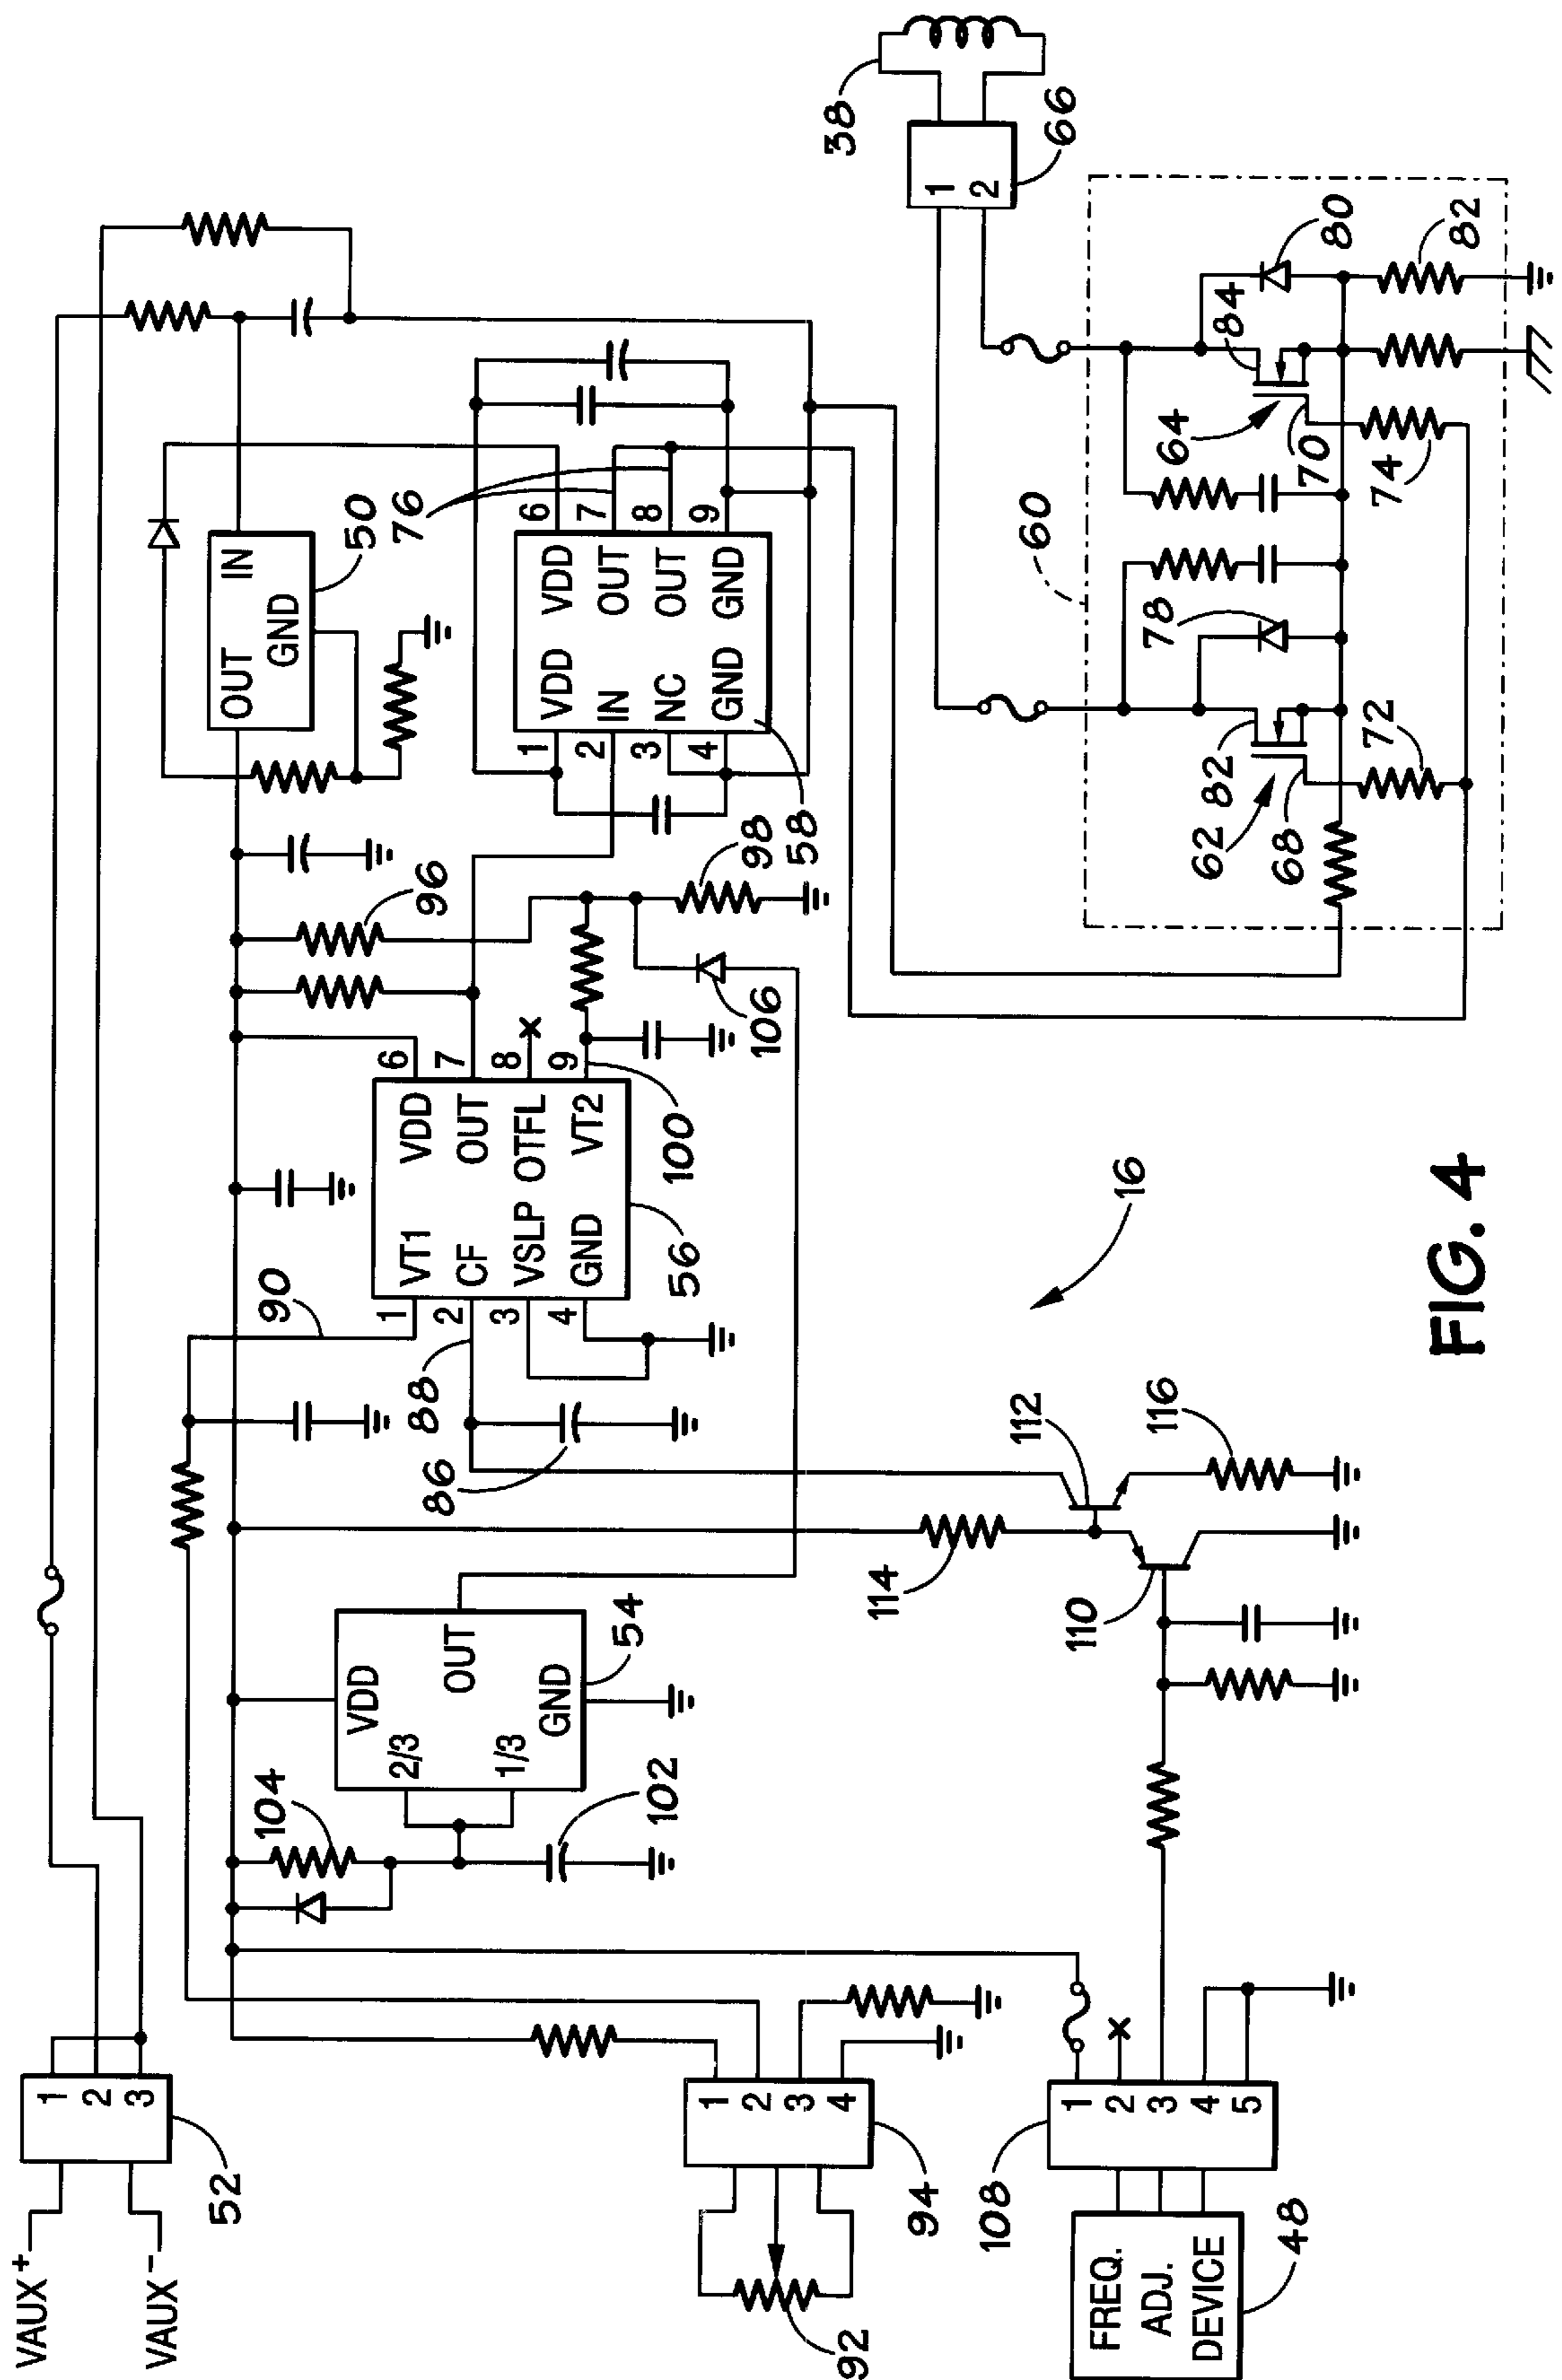 VAUX+
VAUX-
1
2
3
52
92
1
2
3
4
94
FREQ.
ADJ.
DEVICE
48
1
2
3
4
5
108
104
102
VDD
2/3
1/3
OUT
GND
54
114
110
112
116
86
88
90
1
2
3
4
VT1
CF
VSLP
GND
VDD
OUT
OTFL
VT2
6
7
8
9
56
100
96
98
106
OUT
IN
GND
50
1
2
3
4
VDD
IN
NC
GND
VDD
OUT
OUT
GND
6
7
8
9
58
76
38
1
2
66
60
62
82
68
72
78
64
84
70
74
80
82
16
FIG. 4